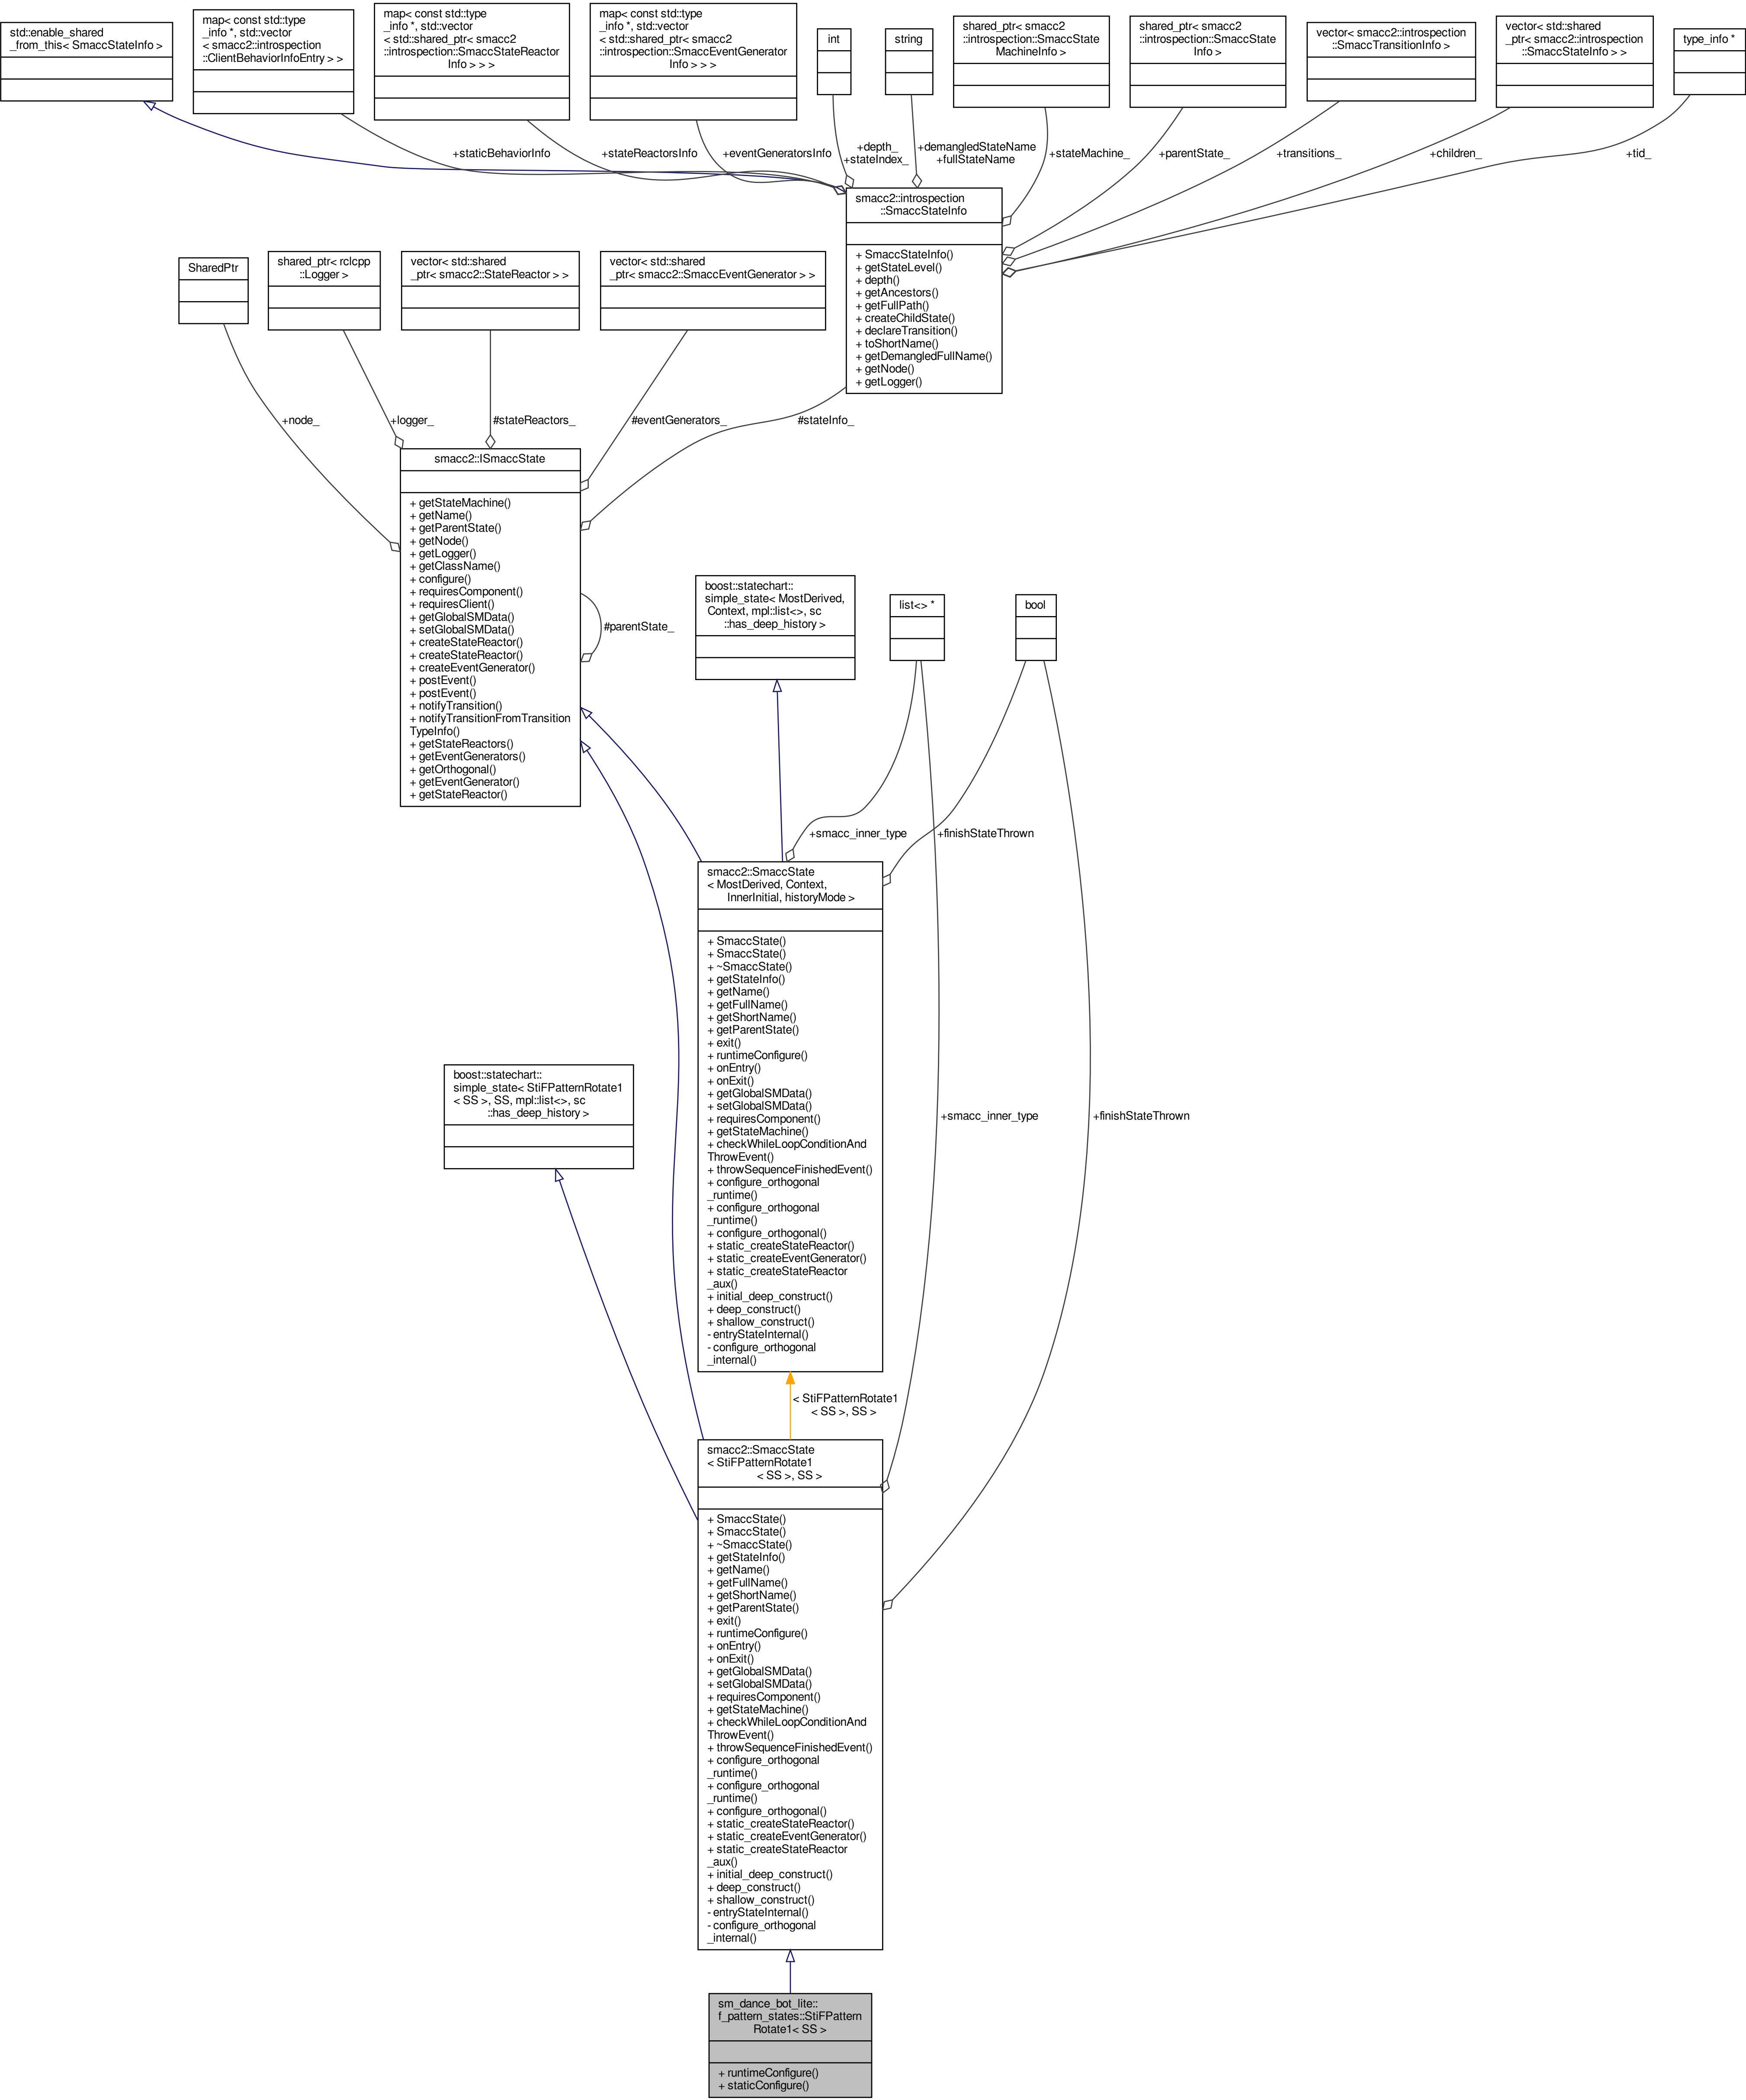 std::enable_shared
_from_this< SmaccStateInfo >
map< const std::type
_info *, std::vector
< smacc2::introspection
::ClientBehaviorInfoEntry > >
map< const std::type
_info *, std::vector
< std::shared_ptr< smacc2
::introspection::SmaccStateReactor
Info > > >
map< const std::type
_info *, std::vector
< std::shared_ptr< smacc2
::introspection::SmaccEventGenerator
Info > > >
int
string
shared_ptr< smacc2
::introspection::SmaccState
MachineInfo >
shared_ptr< smacc2
::introspection::SmaccState
Info >
vector< smacc2::introspection
::SmaccTransitionInfo >
vector< std::shared
_ptr< smacc2::introspection
::SmaccStateInfo > >
type_info *
+staticBehaviorInfo
+stateReactorsInfo
+eventGeneratorsInfo
+depth_
+stateIndex_
+demangledStateName
+fullStateName
+stateMachine_
+parentState_
+transitions_
+children_
+tid_
smacc2::introspection
::SmaccStateInfo
+ SmaccStateInfo()
+ getStateLevel()
+ depth()
+ getAncestors()
+ getFullPath()
+ createChildState()
+ declareTransition()
+ toShortName()
+ getDemangledFullName()
+ getNode()
+ getLogger()
SharedPtr
shared_ptr< rclcpp
::Logger >
vector< std::shared
_ptr< smacc2::StateReactor > >
vector< std::shared
_ptr< smacc2::SmaccEventGenerator > >
+node_
+logger_
#stateReactors_
#eventGenerators_
#stateInfo_
smacc2::ISmaccState
+ getStateMachine()
+ getName()
+ getParentState()
+ getNode()
+ getLogger()
+ getClassName()
+ configure()
+ requiresComponent()
+ requiresClient()
+ getGlobalSMData()
+ setGlobalSMData()
+ createStateReactor()
+ createStateReactor()
+ createEventGenerator()
+ postEvent()
+ postEvent()
+ notifyTransition()
+ notifyTransitionFromTransition
TypeInfo()
+ getStateReactors()
+ getEventGenerators()
+ getOrthogonal()
+ getEventGenerator()
+ getStateReactor()
#parentState_
boost::statechart::
simple_state< MostDerived,
Context, mpl::list<>, sc
::has_deep_history >
list<> *
bool
+smacc_inner_type
+finishStateThrown
smacc2::SmaccState
< MostDerived, Context,
InnerInitial, historyMode >
+ SmaccState()
+ SmaccState()
+ ~SmaccState()
+ getStateInfo()
+ getName()
+ getFullName()
+ getShortName()
+ getParentState()
+ exit()
+ runtimeConfigure()
+ onEntry()
+ onExit()
+ getGlobalSMData()
+ setGlobalSMData()
+ requiresComponent()
+ getStateMachine()
+ checkWhileLoopConditionAnd
ThrowEvent()
+ throwSequenceFinishedEvent()
+ configure_orthogonal
_runtime()
+ configure_orthogonal
_runtime()
+ configure_orthogonal()
+ static_createStateReactor()
+ static_createEventGenerator()
+ static_createStateReactor
_aux()
+ initial_deep_construct()
+ deep_construct()
+ shallow_construct()
- entryStateInternal()
- configure_orthogonal
_internal()
boost::statechart::
simple_state< StiFPatternRotate1
< SS >, SS, mpl::list<>, sc
::has_deep_history >
+smacc_inner_type
+finishStateThrown
< StiFPatternRotate1
< SS >, SS >
smacc2::SmaccState
< StiFPatternRotate1
< SS >, SS >
+ SmaccState()
+ SmaccState()
+ ~SmaccState()
+ getStateInfo()
+ getName()
+ getFullName()
+ getShortName()
+ getParentState()
+ exit()
+ runtimeConfigure()
+ onEntry()
+ onExit()
+ getGlobalSMData()
+ setGlobalSMData()
+ requiresComponent()
+ getStateMachine()
+ checkWhileLoopConditionAnd
ThrowEvent()
+ throwSequenceFinishedEvent()
+ configure_orthogonal
_runtime()
+ configure_orthogonal
_runtime()
+ configure_orthogonal()
+ static_createStateReactor()
+ static_createEventGenerator()
+ static_createStateReactor
_aux()
+ initial_deep_construct()
+ deep_construct()
+ shallow_construct()
- entryStateInternal()
- configure_orthogonal
_internal()
sm_dance_bot_lite::
f_pattern_states::StiFPattern
Rotate1< SS >
+ runtimeConfigure()
+ staticConfigure()